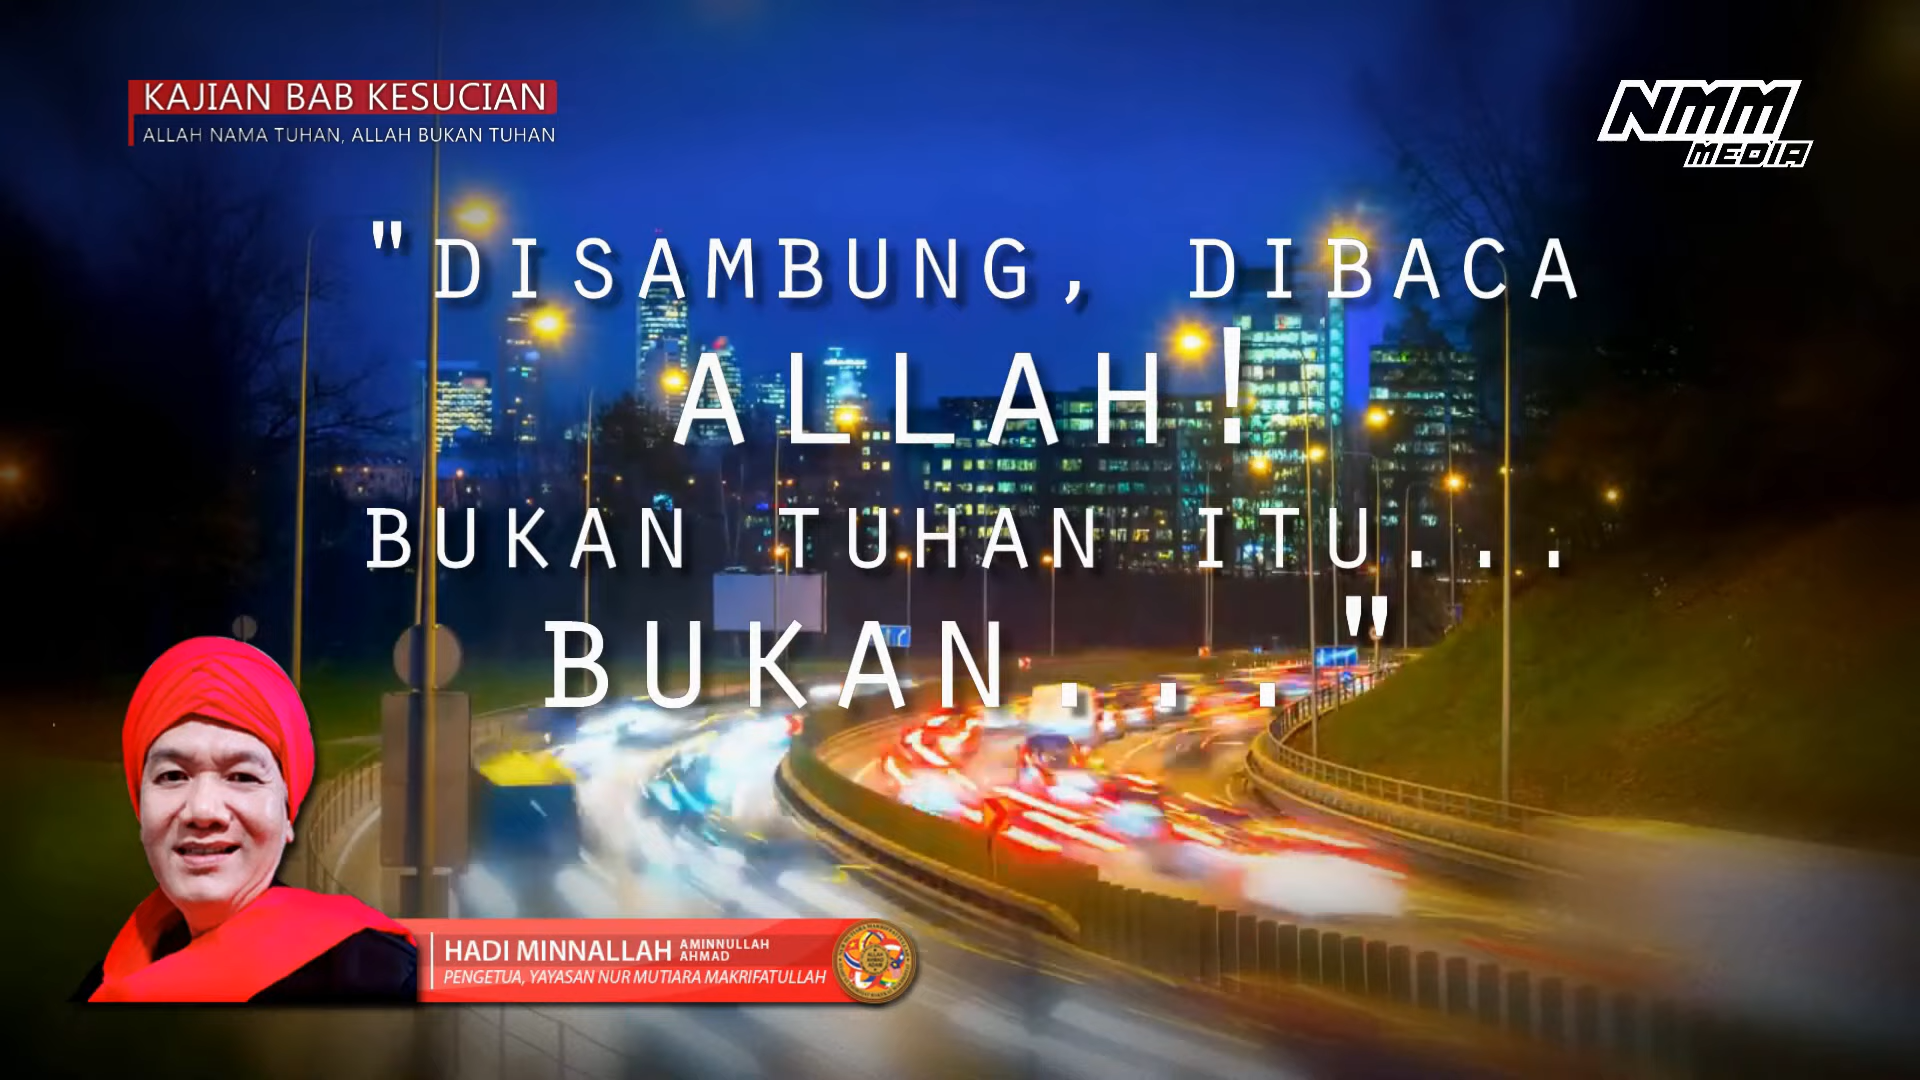 KAJIAN BAB KESUCIAN
ALLAH NAMA TUHAN, ALLAH BUKAN TUHAN
NMM
MEDIA
"DISAMBUNG, DIBACA
ALLAH!
BUKAN TUHAN ITU...
BUKAN..."
HADI MINNALLAH AMINNULLAH
AHMAD
PENGETUA, YAYASAN NUR MUTIARA MAKRIFATULLAH